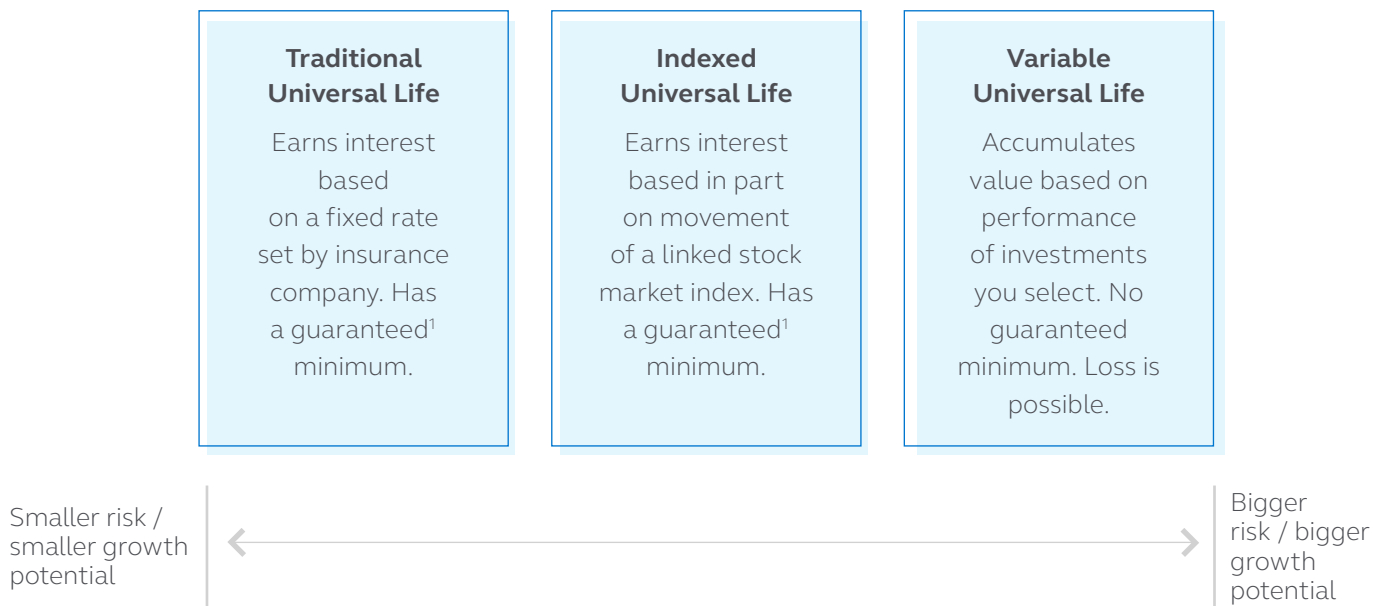 Traditional
Universal Life
Earns interest
based
on a fixed rate
set by insurance
company. Has
a guaranteed¹
minimum.
Indexed
Universal Life
Earns interest
based in part
on movement
of a linked stock
market index. Has
a guaranteed¹
minimum.
Variable
Universal Life
Accumulates
value based on
performance
of investments
you select. No
guaranteed
minimum. Loss is
possible.
Smaller risk /
smaller growth
potential
Bigger
risk / bigger
growth
potential